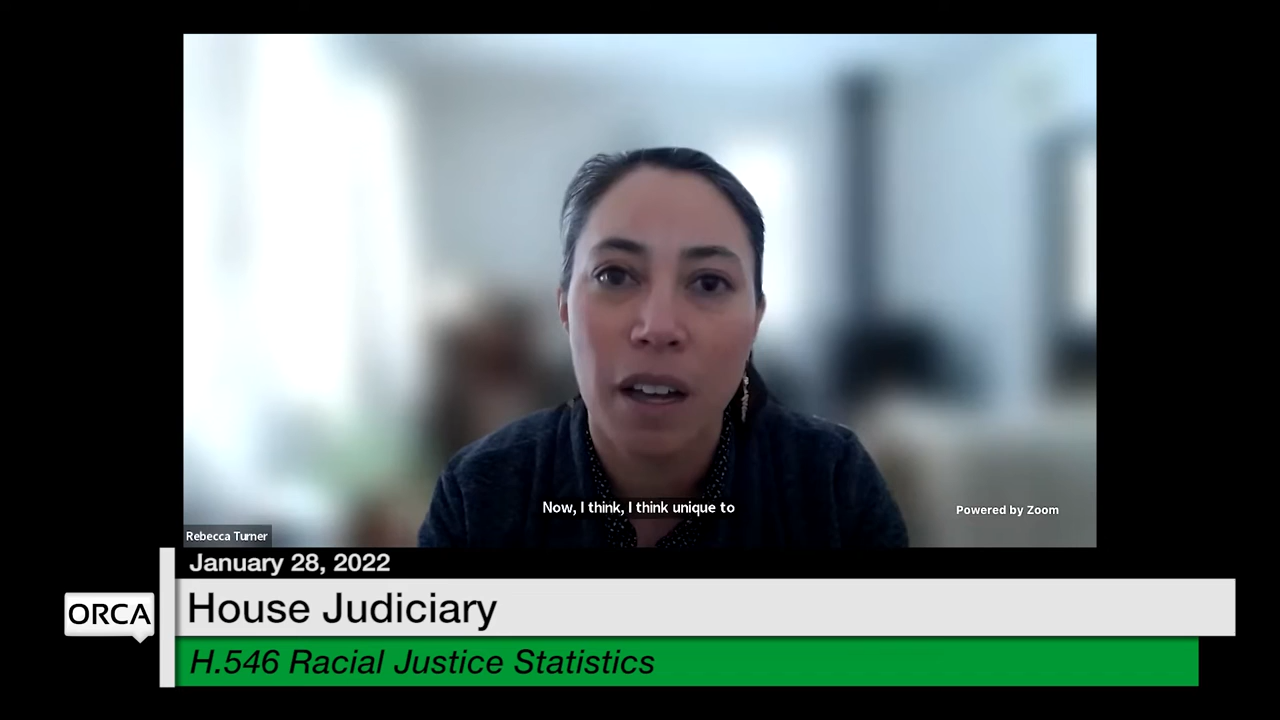 Now, I think, I think unique to
Powered by Zoom
Rebecca Turner
January 28, 2022
ORCA
House Judiciary
H.546 Racial Justice Statistics